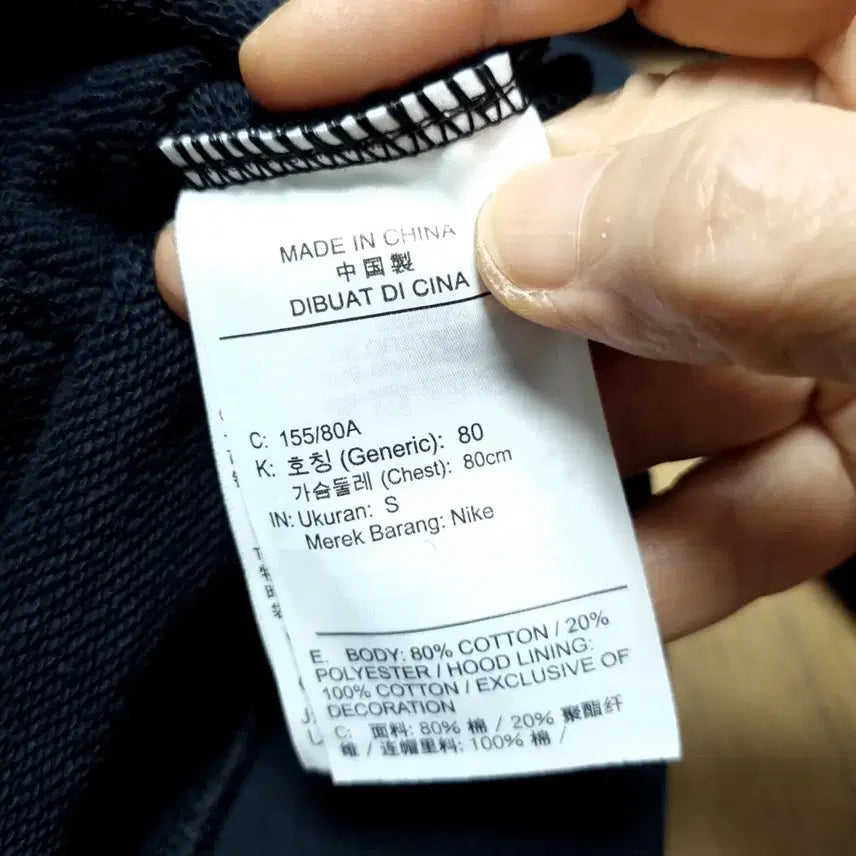 MADE IN CHINA
中国製
DIBUAT DI CINA
C: 155/80A
K: 호칭 (Generic): 80
가슴둘레 (Chest): 80cm
IN: Ukuran: S
Merek Barang: Nike
E. BODY: 80% COTTON / 20%
POLYESTER / HOOD LINING:
100% COTTON / EXCLUSIVE OF
DECORATION
C: 面料: 80% 棉 / 20% 聚酯纤
维 / 连帽里料: 100% 棉 /